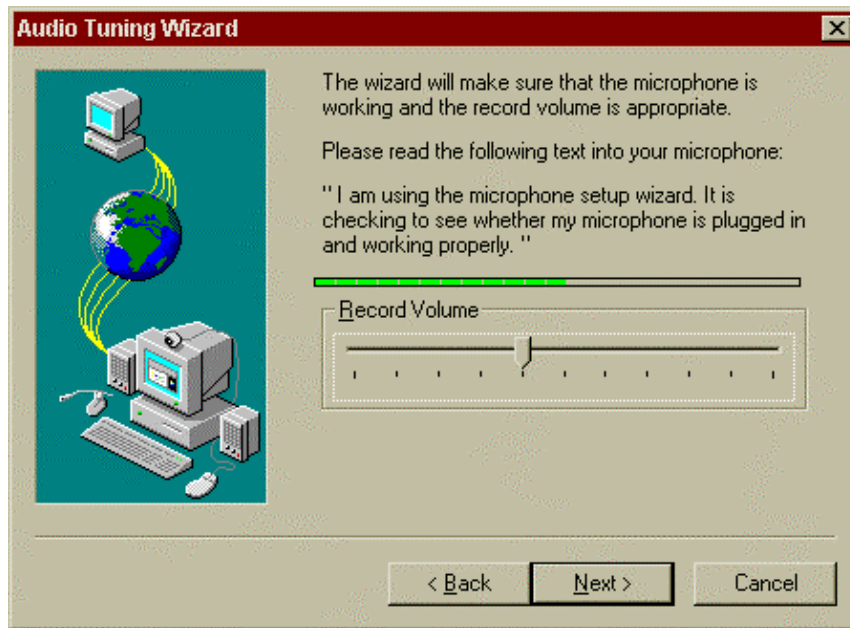 Audio Tuning Wizard
The wizard will make sure that the microphone is
working and the record volume is appropriate.
Please read the following text into your microphone:
" I am using the microphone setup wizard. It is
checking to see whether my microphone is plugged in
and working properly. "
Record Volume
< Back Next > Cancel